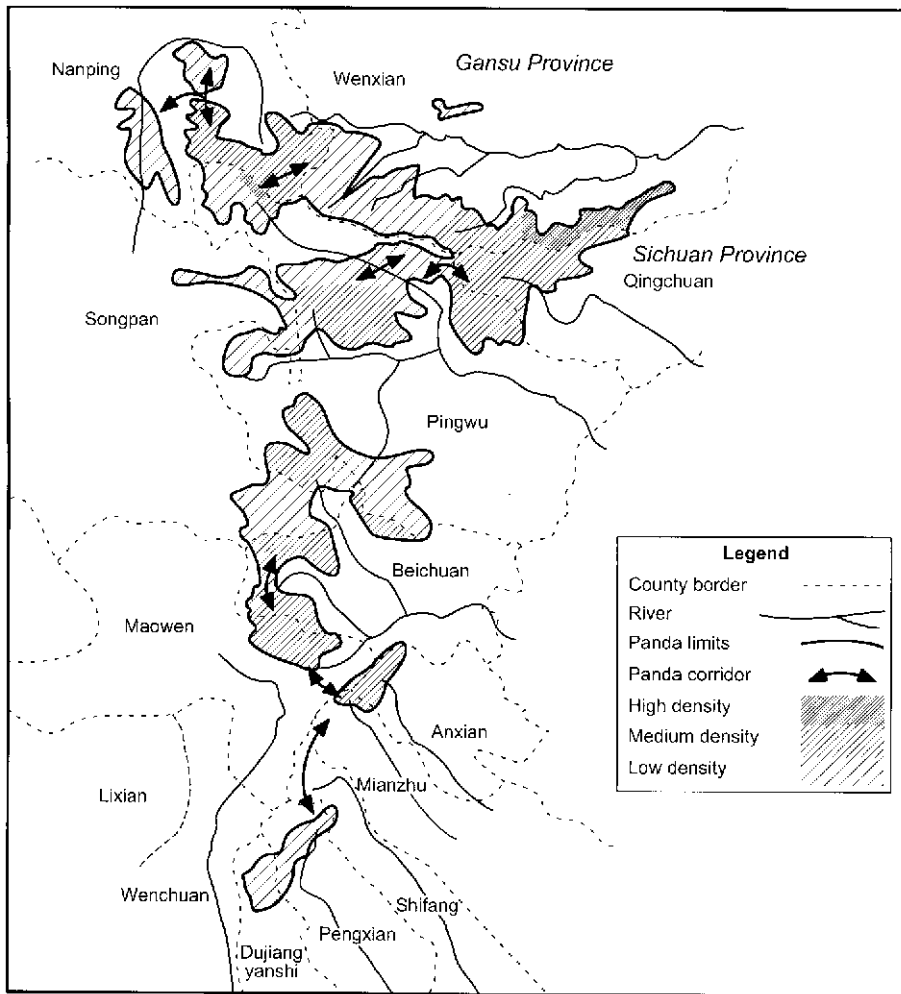 Nanping
Wenxian
Gansu Province
Sichuan Province
Qingchuan
Songpan
Pingwu
Beichuan
Maowen
Anxian
Mianzhu
Lixian
Wenchuan
Shifang
Pengxian
Dujiang
yanshi
Legend
County border
River
Panda limits
Panda corridor
High density
Medium density
Low density